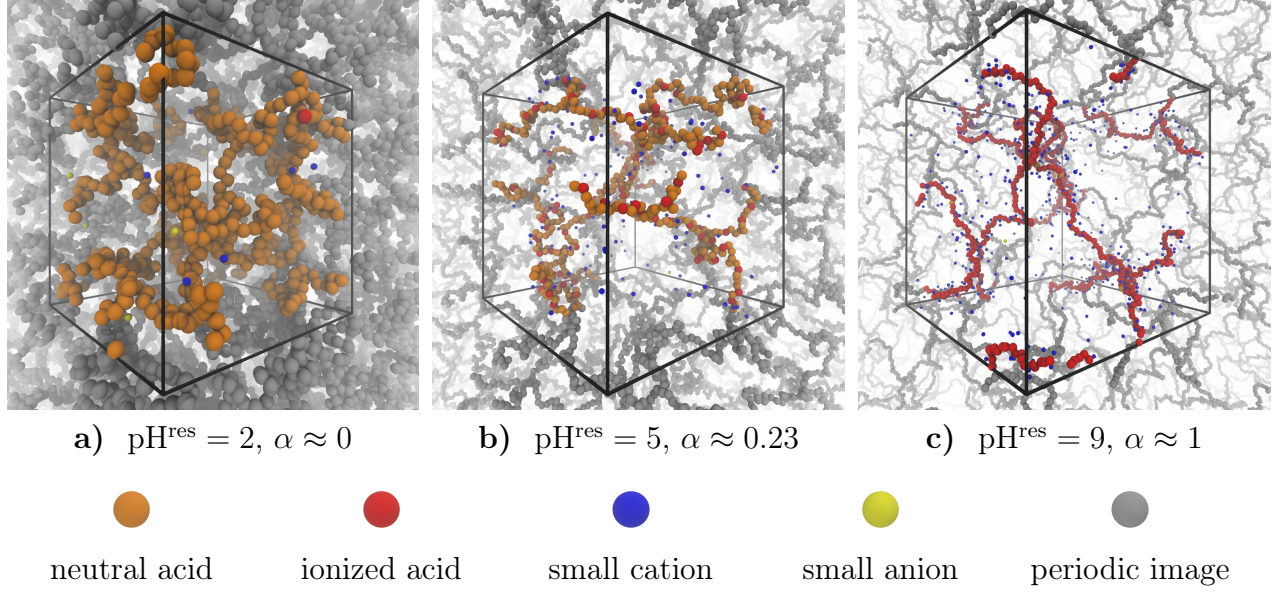 a) pH^res = 2, α ≈ 0
b) pH^res = 5, α ≈ 0.23
c) pH^res = 9, α ≈ 1
neutral acid
ionized acid
small cation
small anion
periodic image